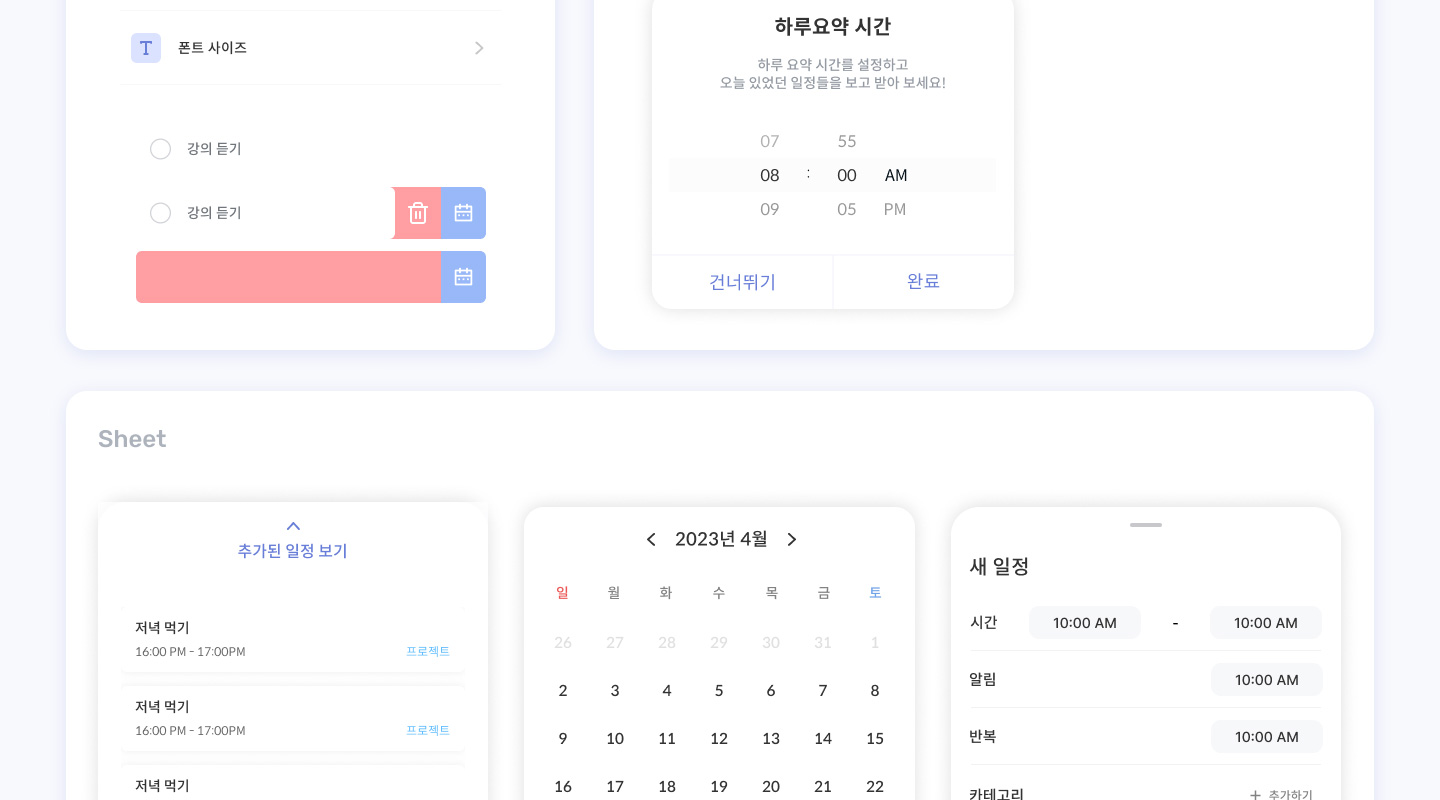 T 폰트 사이즈
강의 듣기
강의 듣기
하루요약 시간
하루 요약 시간를 설정하고
오늘 있었던 일정들을 보고 받아 보세요!
07 55
08 : 00 AM
09 05 PM
건너뛰기 완료
Sheet
추가된 일정 보기
저녁 먹기
16:00 PM - 17:00PM 프로젝트
저녁 먹기
16:00 PM - 17:00PM 프로젝트
저녁 먹기
2023년 4월
일 월 화 수 목 금 토
26 27 28 29 30 31 1
2 3 4 5 6 7 8
9 10 11 12 13 14 15
16 17 18 19 20 21 22
새 일정
시간 10:00 AM - 10:00 AM
알림 10:00 AM
반복 10:00 AM
카테고리 + 추가하기